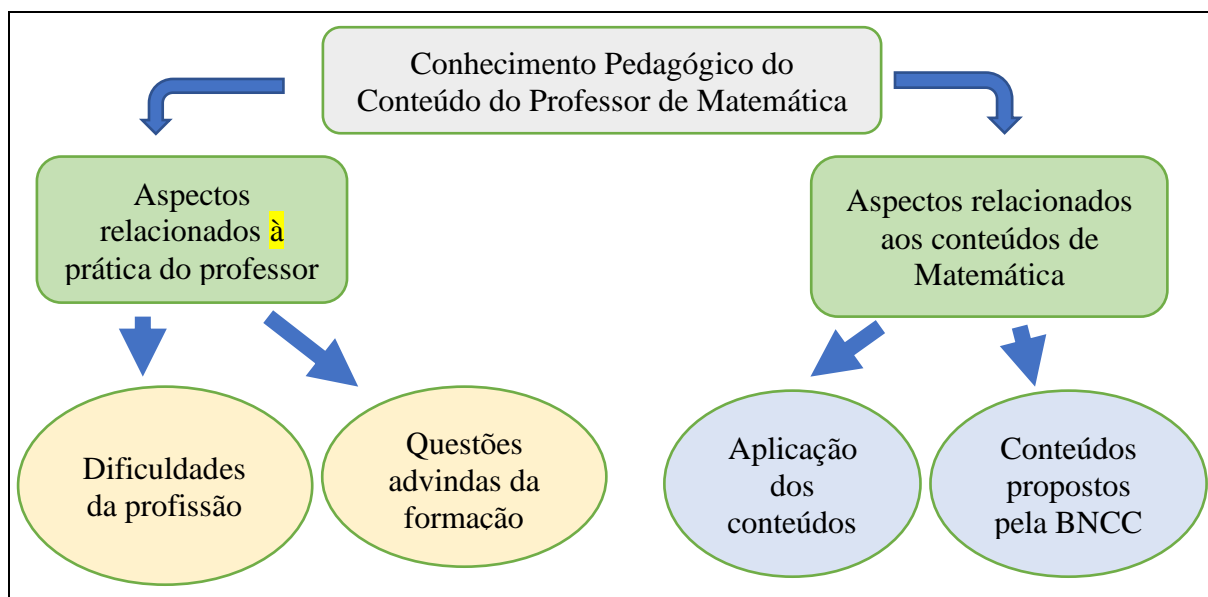 Conhecimento Pedagógico do
Conteúdo do Professor de Matemática
Aspectos
relacionados à
prática do professor
Aspectos relacionados
aos conteúdos de
Matemática
Dificuldades
da profissão
Questões
advindas da
formação
Aplicação
dos
conteúdos
Conteúdos
propostos
pela BNCC